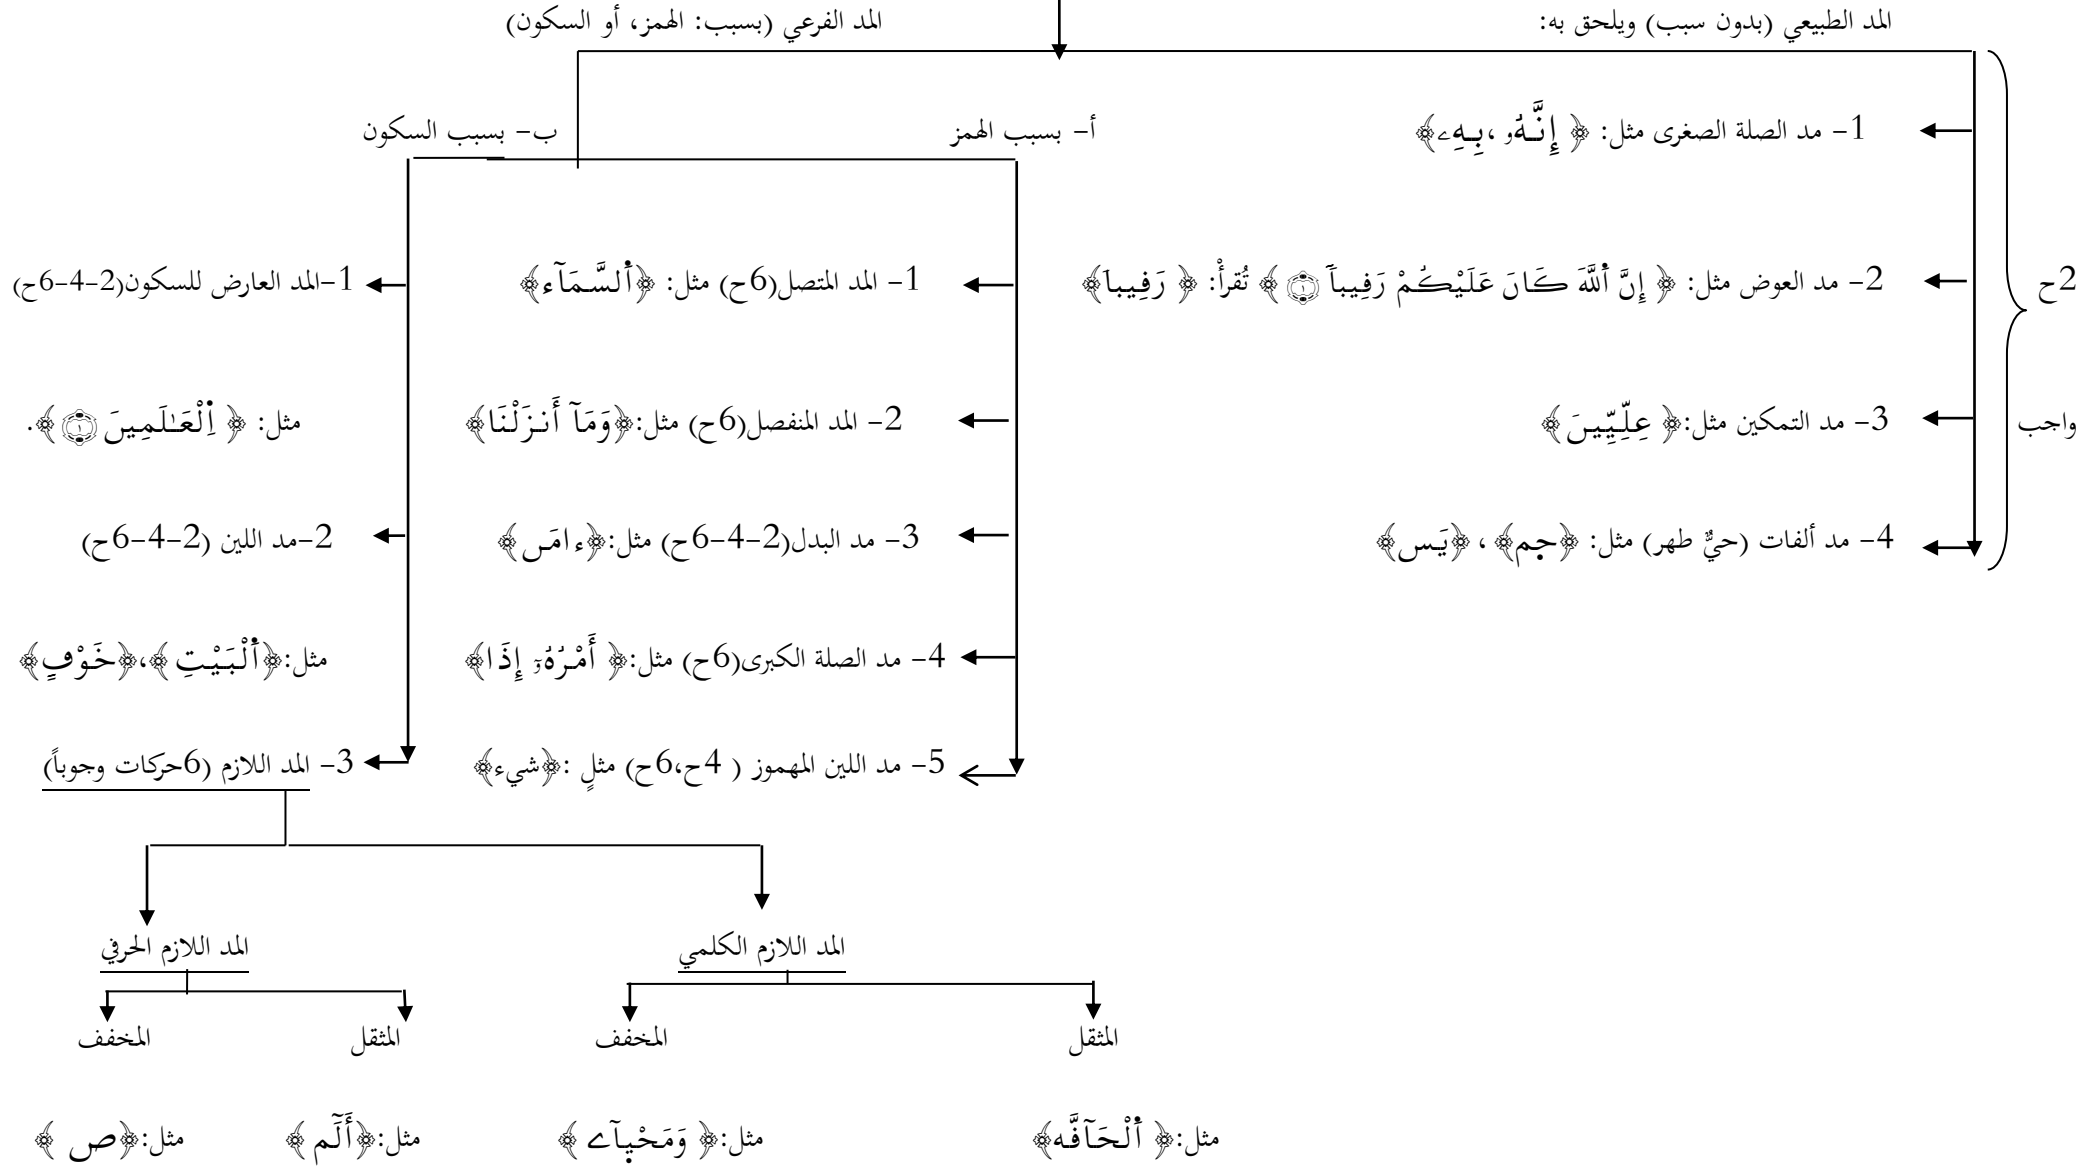 المد الطبيعي (بدون سبب) ويلحق به:
المد الفرعي (بسبب: الهمز، أو السكون)
1- مد الصلة الصغرى مثل: ﴿ إِنَّهُۥ ،بِهِۦ﴾
أ- بسبب الهمز
ب- بسبب السكون
2ح
2- مد العوض مثل: ﴿ إِنَّ ٱللَّهَ كَانَ عَلَيْكُمْ رَفِيباً ۝١ ﴾ تُقرأُ: ﴿ رَفِيبا﴾
1- المد المتصل(6ح) مثل: ﴿ٱلسَّمَآء﴾
1-المد العارض للسكون(2-4-6ح)
واجب
3- مد التمكين مثل:﴿ عِلِّيِّينَ ﴾
2- المد المنفصل(6ح) مثل:﴿وَمَآ أَنزَلْنَا﴾
مثل: ﴿ اِ۬لْعَٰلَمِينَ ۝١ ﴾.
4- مد ألفات (حيٌّ طهر) مثل: ﴿حم﴾ ، ﴿يَس﴾
3- مد البدل(2-4-6ح) مثل:﴿ءامَں ﴾
2-مد اللين (2-4-6ح)
4- مد الصلة الكبرى(6ح) مثل:﴿ أَمْرُهُۥٓ إِذَا﴾
مثل:﴿ٱلْبَيْتِ ﴾،﴿خَوْفٍ﴾
5- مد اللين المهموز ( 4ح،6ح) مثلٍ :﴿شيء﴾
3- المد اللازم (6حركات وجوباً)
المد اللازم الكلمي
المد اللازم الحرفي
المثقل
المخفف
المثقل
المخفف
مثل:﴿ ٱلْحَآفَّه﴾
مثل:﴿ وَمَحْيٜآے ﴾
مثل:﴿أَلَٓم ﴾
مثل:﴿ص ﴾